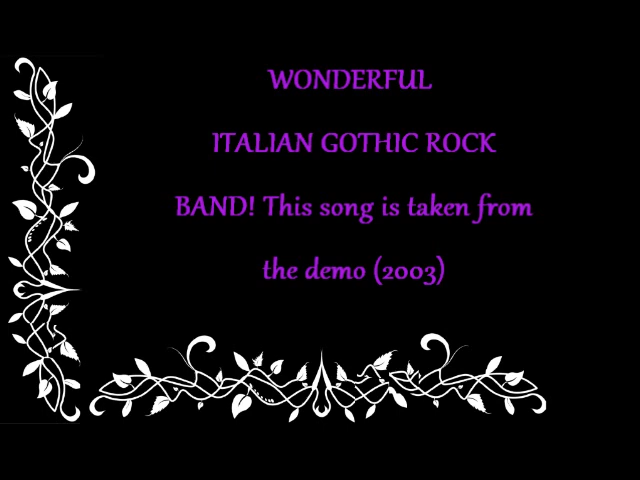 WONDERFUL
ITALIAN GOTHIC ROCK
BAND! This song is taken from
the demo (2003)